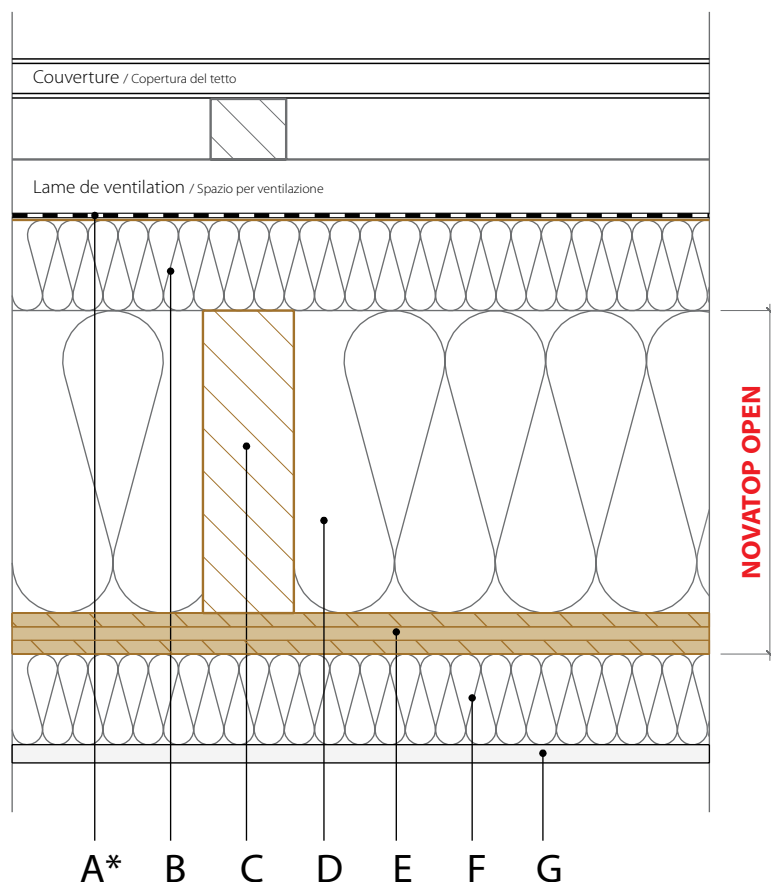 Couverture / Copertura del tetto
Lame de ventilation / Spazio per ventilazione
NOVATOP OPEN
A* B C D E F G